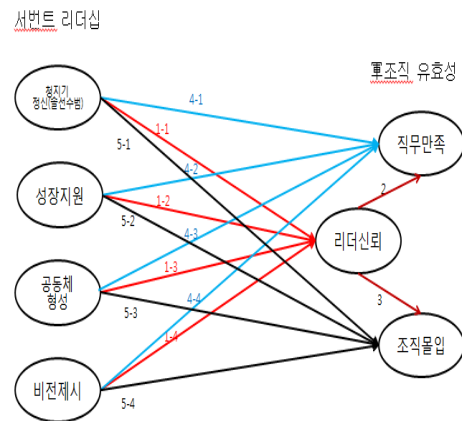 서번트 리더십
軍조직 유효성
청지기
정신(솔선수범)
성장지원
공동체
형성
비전제시
리더신뢰
직무만족
조직몰입
4-1
1-1
5-1
4-2
1-2
5-2
4-3
1-3
5-3
4-4
1-4
5-4
2
3